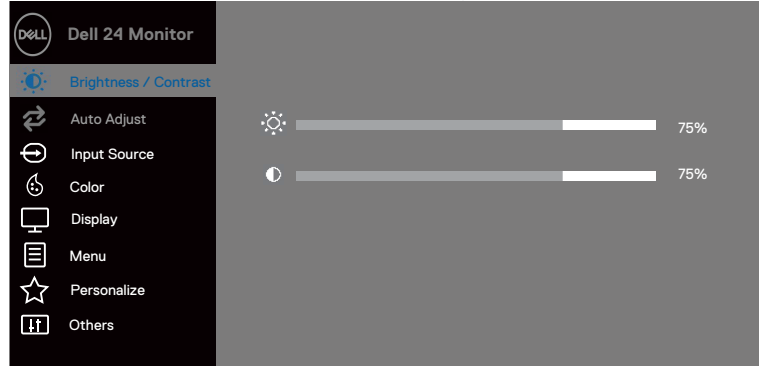 DELL
Dell 24 Monitor
Brightness / Contrast
Auto Adjust
75%
Input Source
75%
Color
Display
Menu
Personalize
Others